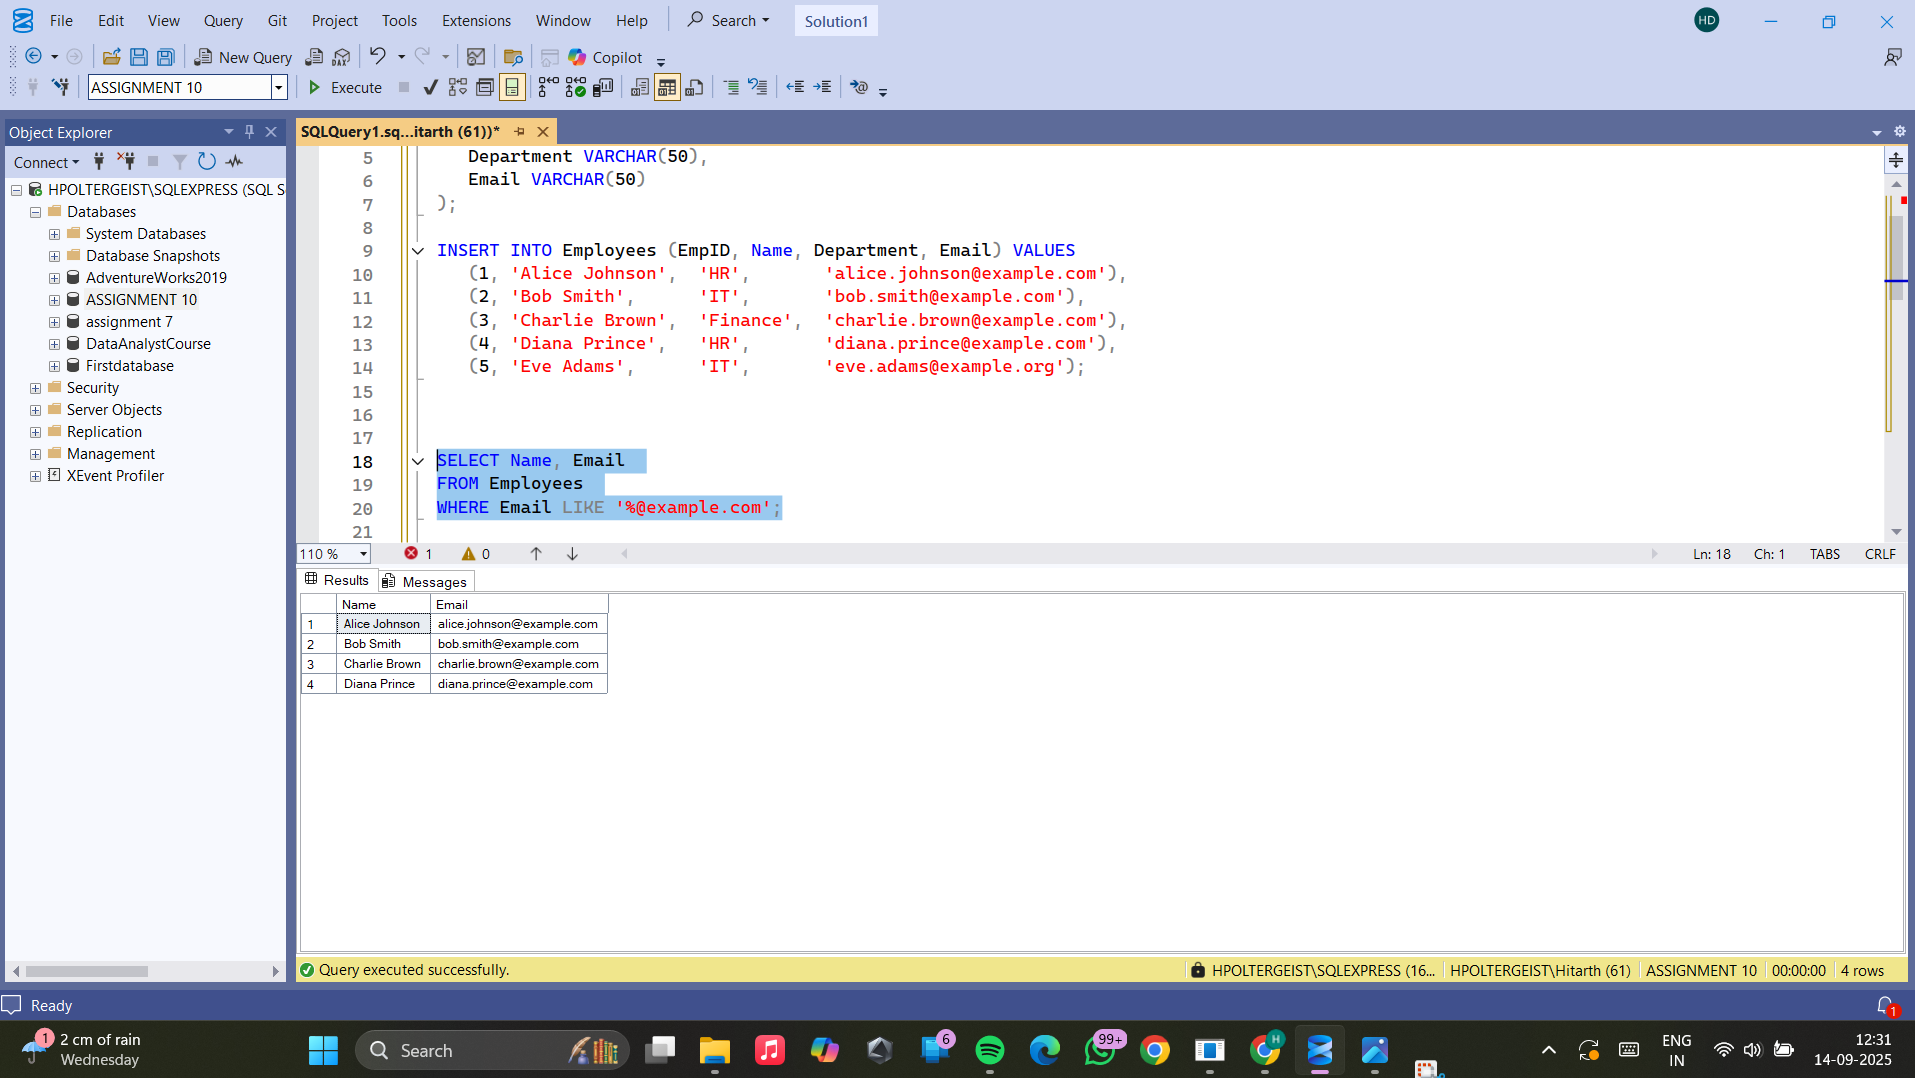 File Edit View Query Git Project Tools Extensions Window Help Search Solution1 HD
New Query DAX Copilot
ASSIGNMENT 10 Execute
Object Explorer
Connect
HPOLTERGEIST\SQLEXPRESS (SQL S
Databases
System Databases
Database Snapshots
AdventureWorks2019
ASSIGNMENT 10
assignment 7
DataAnalystCourse
Firstdatabase
Security
Server Objects
Replication
Management
XEvent Profiler
SQLQuery1.sq...itarth (61))*
5 Department VARCHAR(50),
6 Email VARCHAR(50)
7 );
8
9 INSERT INTO Employees (EmpID, Name, Department, Email) VALUES
10 (1, 'Alice Johnson', 'HR', 'alice.johnson@example.com'),
11 (2, 'Bob Smith', 'IT', 'bob.smith@example.com'),
12 (3, 'Charlie Brown', 'Finance', 'charlie.brown@example.com'),
13 (4, 'Diana Prince', 'HR', 'diana.prince@example.com'),
14 (5, 'Eve Adams', 'IT', 'eve.adams@example.org');
15
16
17
18 SELECT Name, Email
19 FROM Employees
20 WHERE Email LIKE '%@example.com';
21
110 % 1 0 Ln: 18 Ch: 1 TABS CRLF
Results Messages
Name Email
1 Alice Johnson alice.johnson@example.com
2 Bob Smith bob.smith@example.com
3 Charlie Brown charlie.brown@example.com
4 Diana Prince diana.prince@example.com
Query executed successfully. HPOLTERGEIST\SQLEXPRESS (16... HPOLTERGEIST\Hitarth (61) ASSIGNMENT 10 00:00:00 4 rows
Ready 1
1 2 cm of rain
Wednesday
Search
6
99+
H
ENG
IN
12:31
14-09-2025